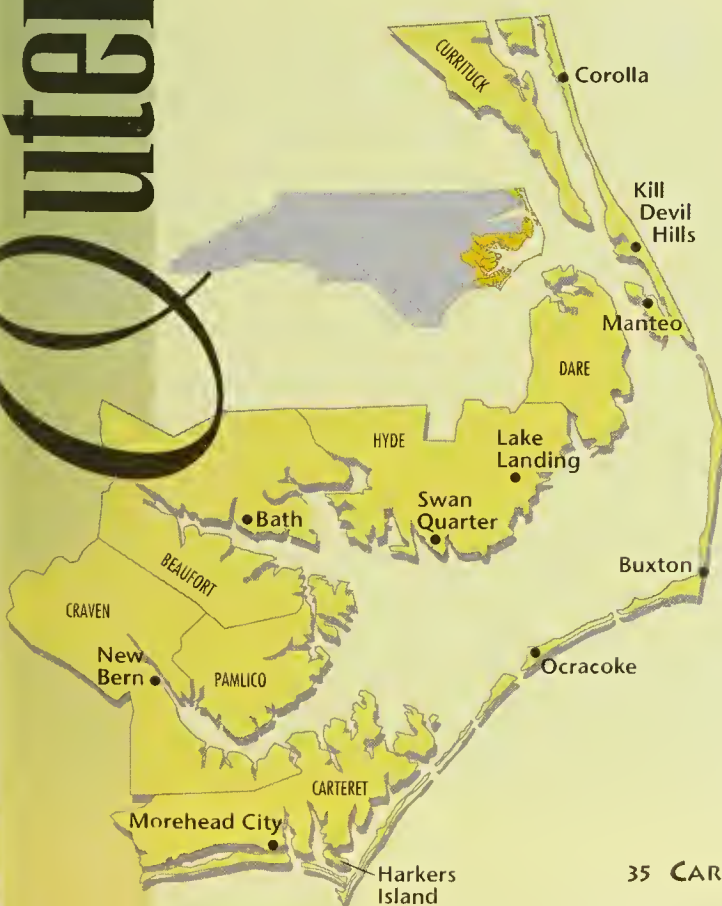 uter
CURRITUCK
Corolla
Kill
Devil
Hills
Manteo
DARE
HYDE
Lake
Landing
Swan
Quarter
Bath
BEAUFORT
Buxton
CRAVEN
New
Bern
PAMLICO
Ocracoke
CARTERET
Morehead City
Harkers
Island
35 CAR